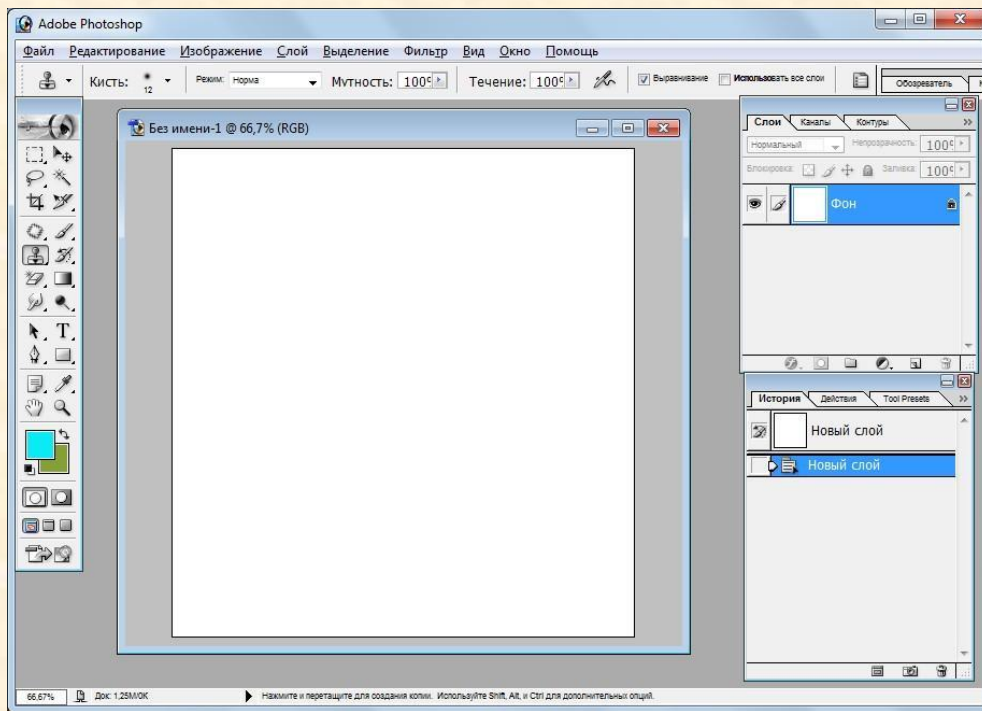 Adobe Photoshop
Файл Редактирование Изображение Слой Выделение Фильтр Вид Окно Помощь
Кисть: 12 Режим: Норма Мутность: 100 Течение: 100 Выравнивание Использовать все слои Обозреватель
Без имени-1 @ 66,7% (RGB)
Слои Каналы Контуры
Нормальный Непрозрачность: 100
Блокировка: Заливка: 100
Фон
T
История Действия Tool Presets
Новый слой
Новый слой
66,67% Док: 1,25M/0K Нажмите и перетащите для создания копии. Используйте Shift, Alt, и Ctrl для дополнительных опций.